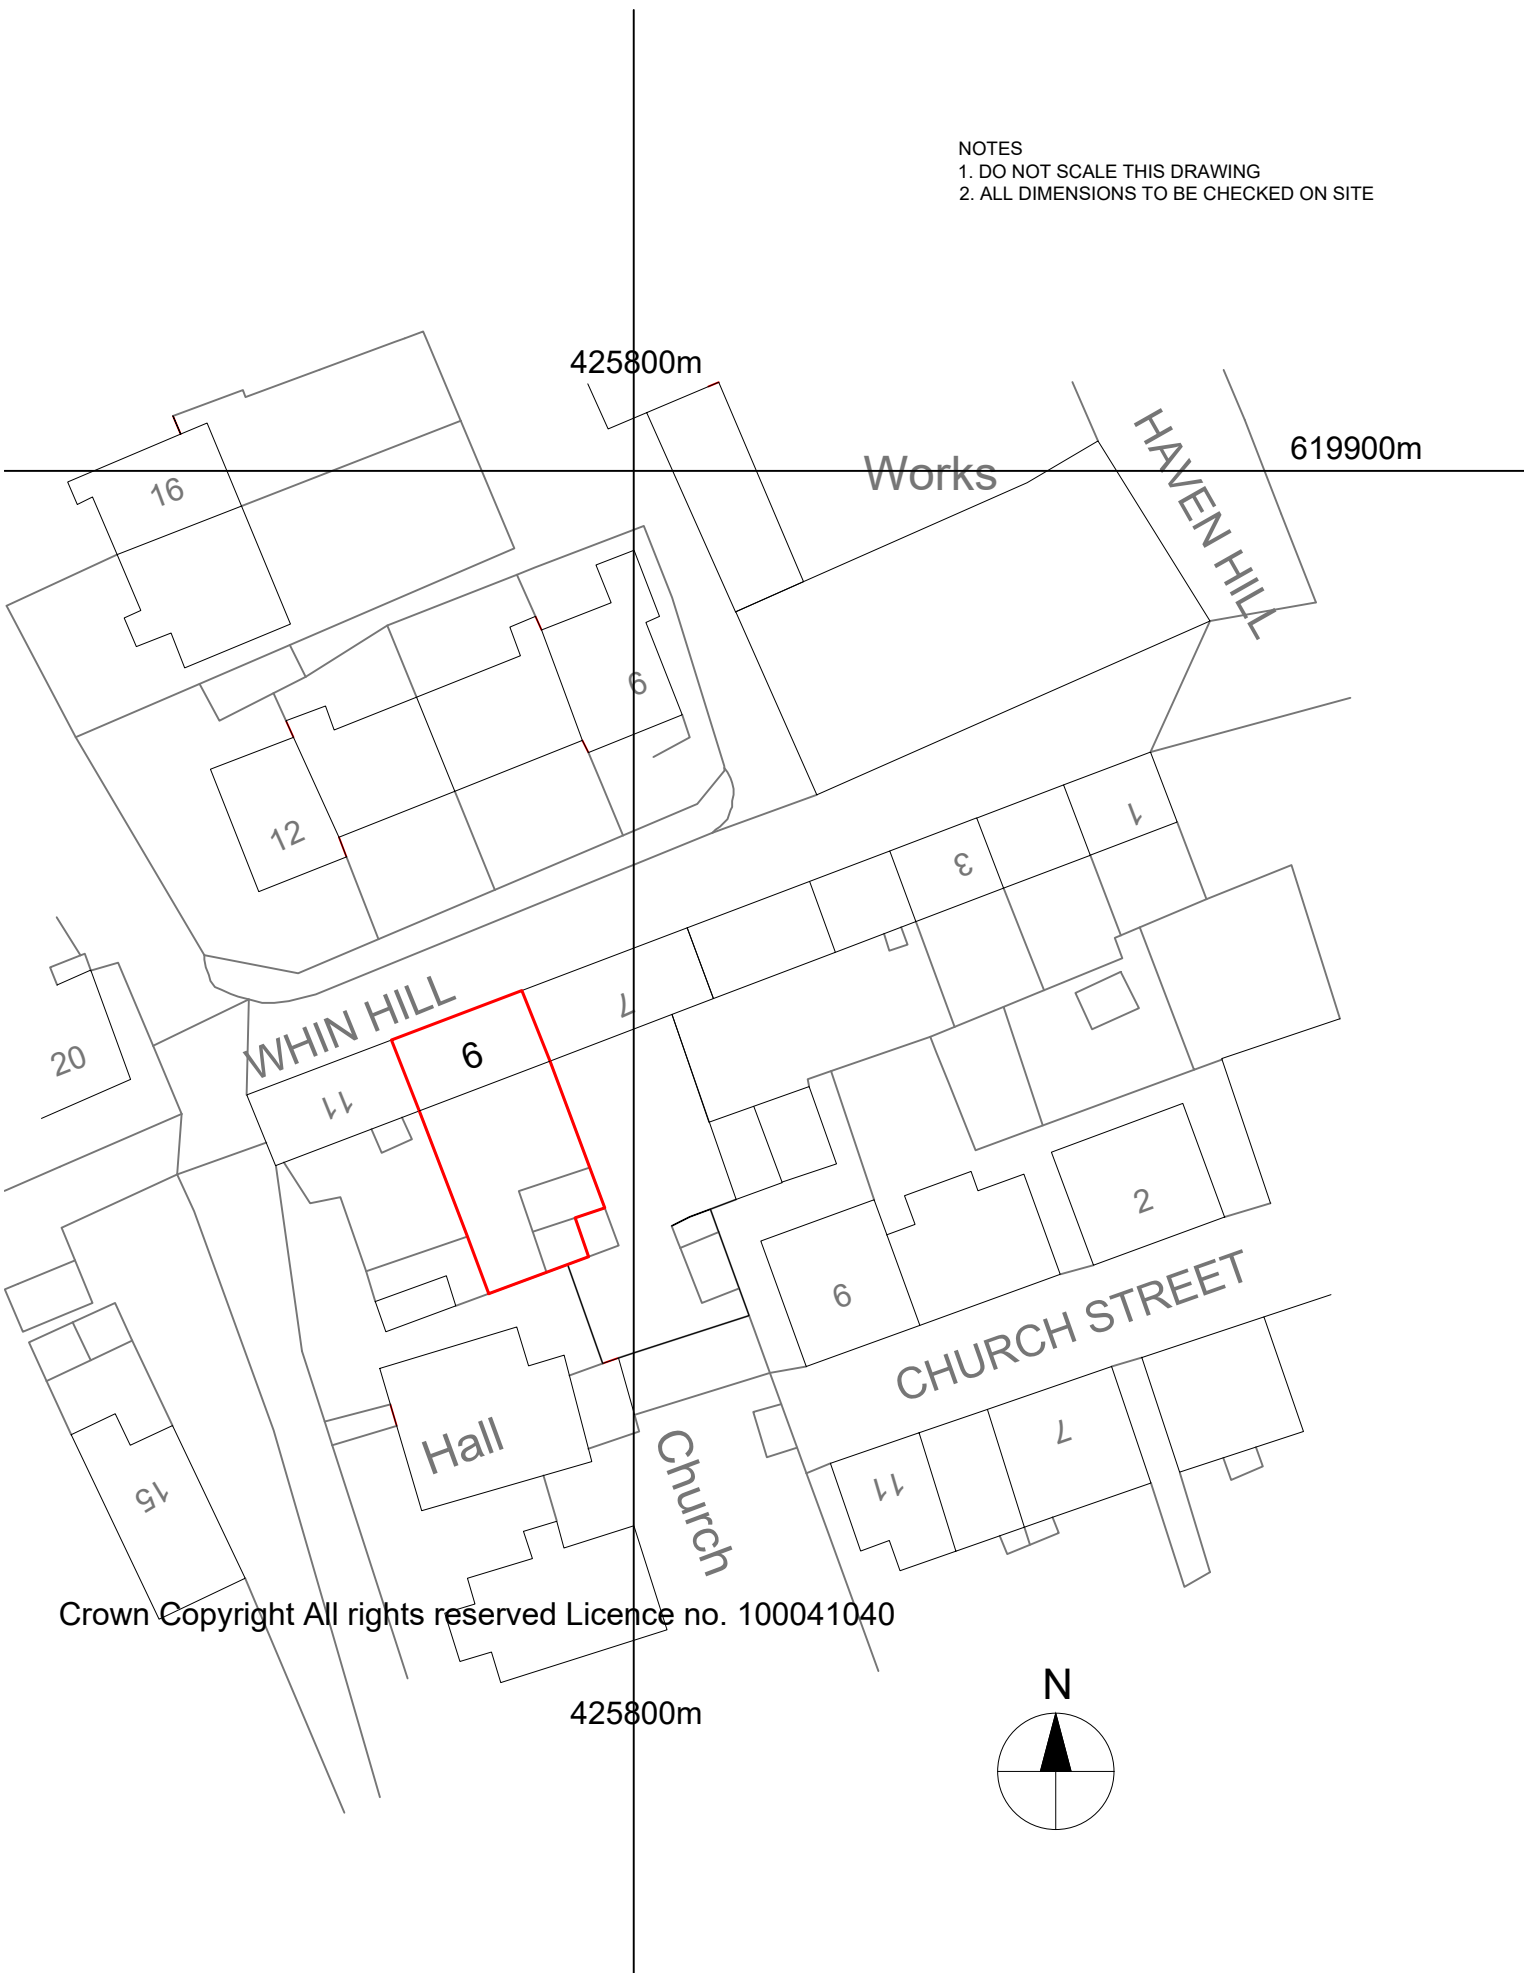 NOTES
1. DO NOT SCALE THIS DRAWING
2. ALL DIMENSIONS TO BE CHECKED ON SITE
425800m
619900m
HAVEN HILL
Works
16
6
12
1
3
7
WHIN HILL
9
11
20
2
6
CHURCH STREET
7
11
Hall
Church
15
Crown Copyright All rights reserved Licence no. 100041040
425800m
N